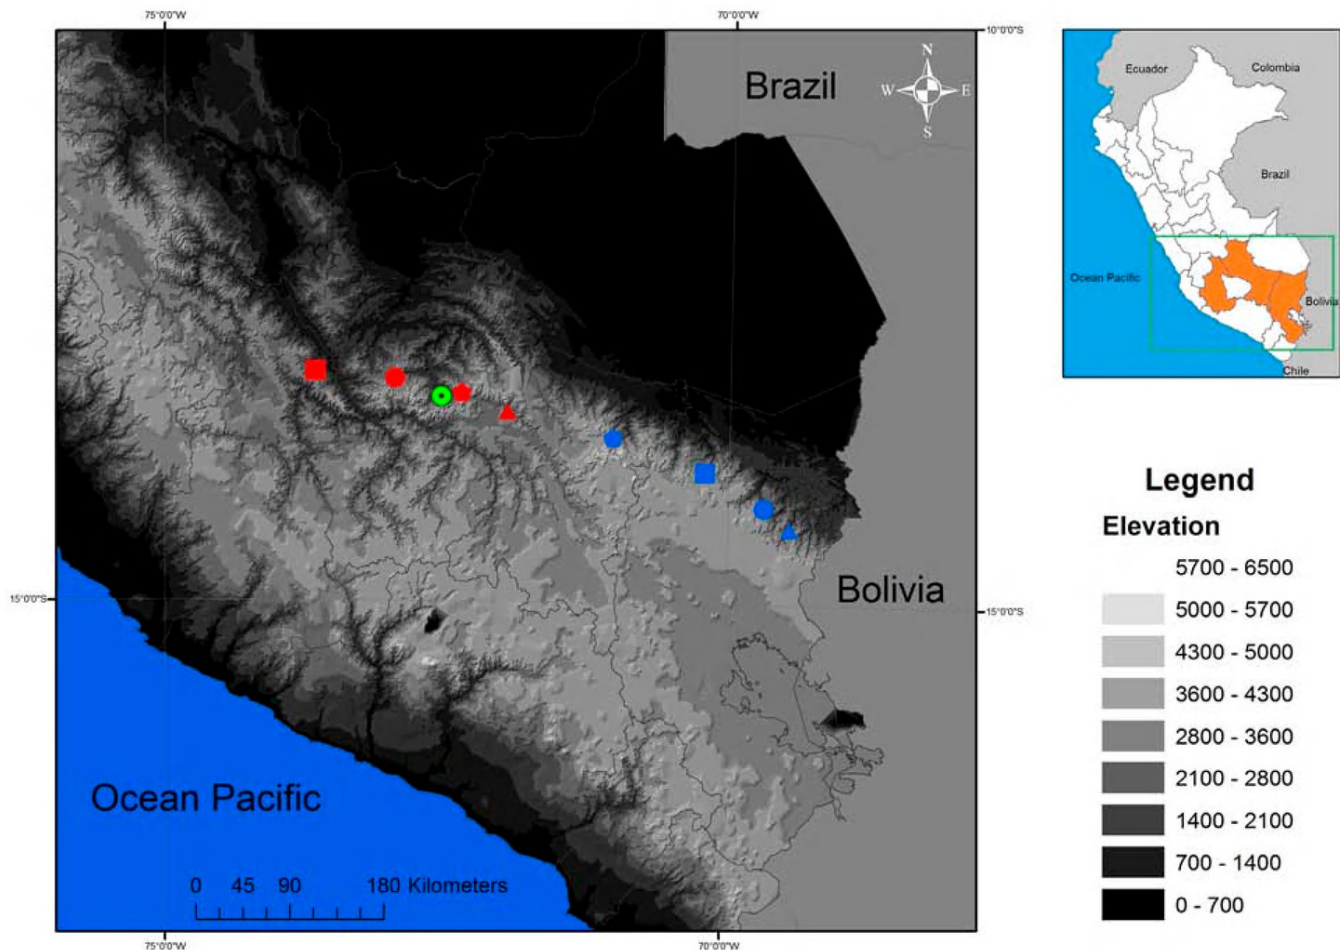 75°0'0"W
70°0'0"W
10°0'0"S
Brazil
N
W
E
S
15°0'0"S
15°0'0"S
Bolivia
Ocean Pacific
0 45 90 180 Kilometers
75°0'0"W
70°0'0"W
Ecuador
Colombia
Brazil
Ocean Pacific
Bolivia
Chile
Legend
Elevation
5700 - 6500
5000 - 5700
4300 - 5000
3600 - 4300
2800 - 3600
2100 - 2800
1400 - 2100
700 - 1400
0 - 700